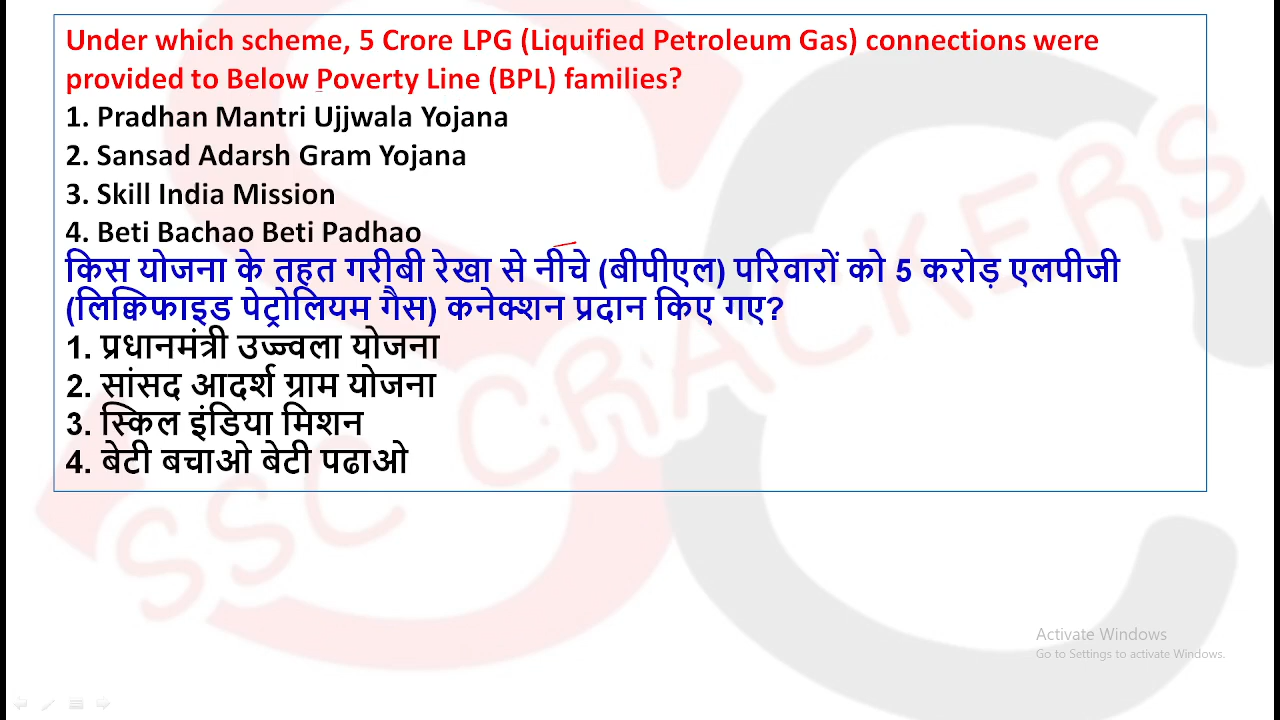 Under which scheme, 5 Crore LPG (Liquified Petroleum Gas) connections were
provided to Below Poverty Line (BPL) families?
1. Pradhan Mantri Ujjwala Yojana
2. Sansad Adarsh Gram Yojana
3. Skill India Mission
4. Beti Bachao Beti Padhao
किस योजना के तहत गरीबी रेखा से नीचे (बीपीएल) परिवारों को 5 करोड़ एलपीजी
(लिक्विफाइड पेट्रोलियम गैस) कनेक्शन प्रदान किए गए?
1. प्रधानमंत्री उज्ज्वला योजना
2. सांसद आदर्श ग्राम योजना
3. स्किल इंडिया मिशन
4. बेटी बचाओ बेटी पढाओ
SSC CRACKERS
Activate Windows
Go to Settings to activate Windows.